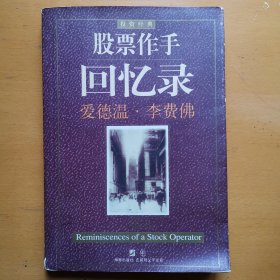 投资经典
股票作手
回忆录
爱德温·李费佛
Reminiscences of a Stock Operator